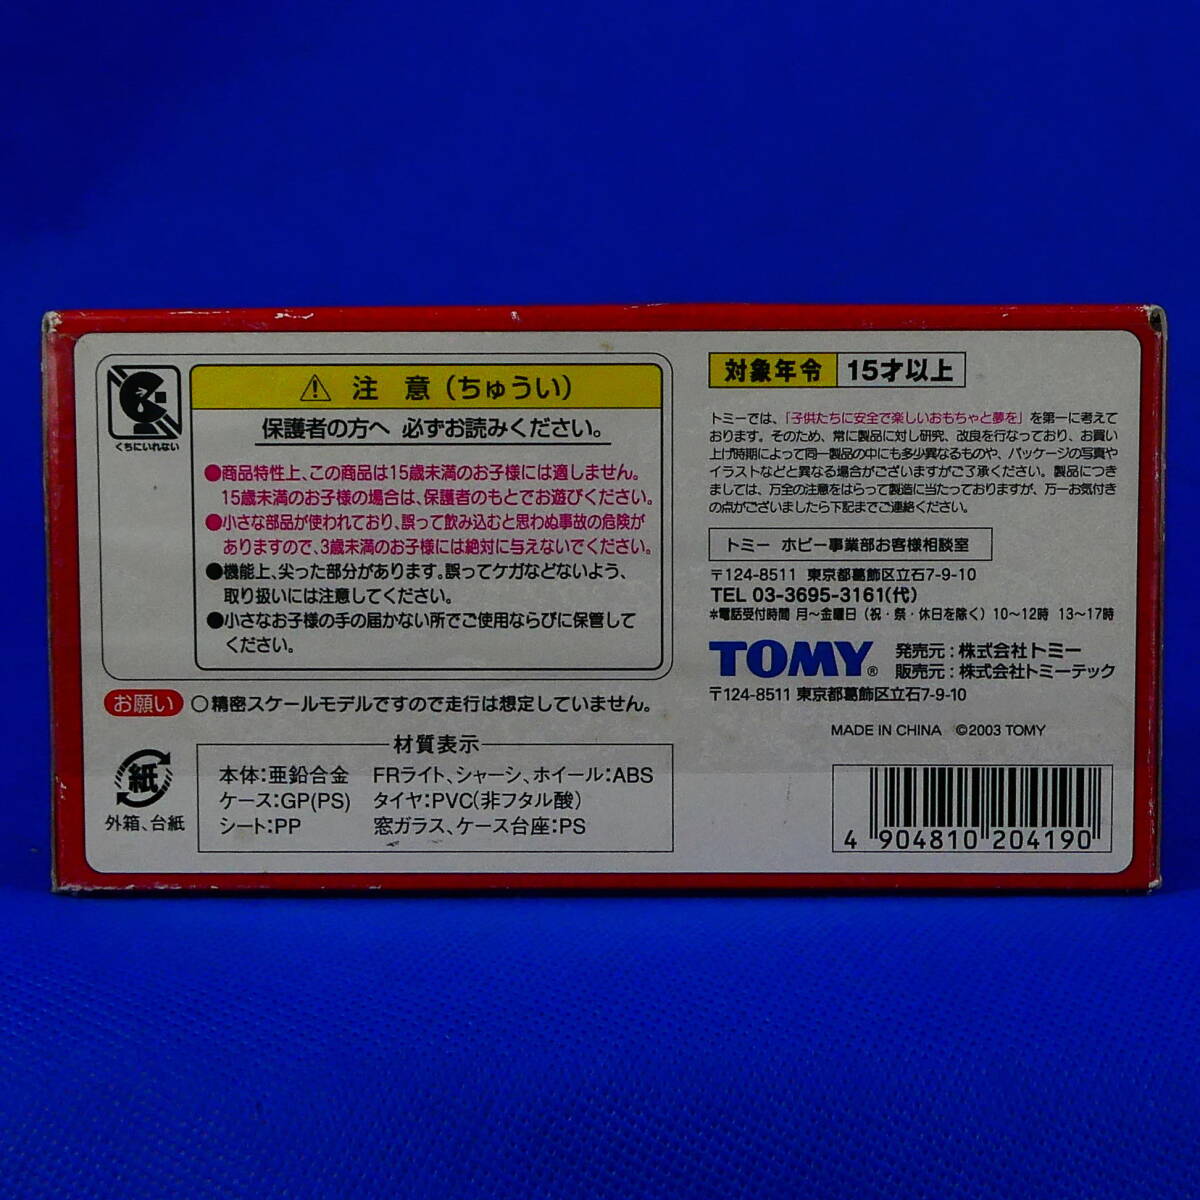 くちにいれない
⚠ 注 意 (ちゅうい)
保護者の方へ 必ずお読みください。
●商品特性上、この商品は15歳未満のお子様には適しません。
15歳未満のお子様の場合は、保護者のもとでお遊びください。
●小さな部品が使われており、誤って飲み込むと思わぬ事故の危険が
ありますので、3歳未満のお子様には絶対に与えないでください。
●機能上、尖った部分があります。誤ってケガなどないよう、
取り扱いには注意してください。
●小さなお子様の手の届かない所でご使用ならびに保管して
ください。
お願い ○精密スケールモデルですので走行は想定していません。
紙
外箱、台紙
材質表示
本体:亜鉛合金 FRライト、シャーシ、ホイール:ABS
ケース:GP(PS) タイヤ:PVC(非フタル酸)
シート:PP 窓ガラス、ケース台座:PS
対象年令 15才以上
トミーでは、「子供たちに安全で楽しいおもちゃと夢を」を第一に考えて
おります。そのため、常に製品に対し研究、改良を行なっており、お買い
上げ時期によって同一製品の中にも多少異なるものや、パッケージの写真や
イラストなどと異なる場合がございますがご了承ください。製品につき
ましては、万全の注意をはらって製造に当たっておりますが、万一お気付き
の点がございましたら下記までご連絡ください。
トミー ホビー事業部お客様相談室
〒124-8511 東京都葛飾区立石7-9-10
TEL 03-3695-3161(代)
*電話受付時間 月〜金曜日(祝・祭・休日を除く)10〜12時 13〜17時
TOMY® 発売元:株式会社トミー
販売元:株式会社トミーテック
〒124-8511 東京都葛飾区立石7-9-10
MADE IN CHINA ©2003 TOMY
4 904810 204190